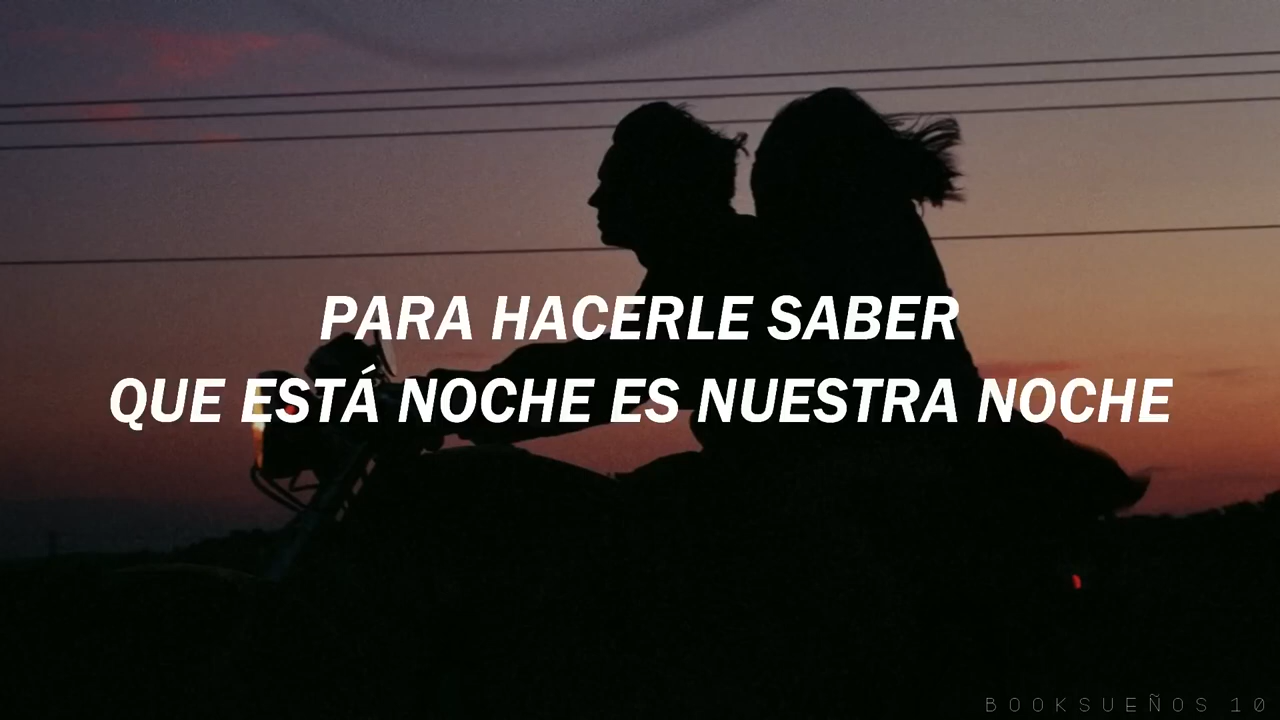 PARA HACERLE SABER
QUE ESTÁ NOCHE ES NUESTRA NOCHE
BOOKSUEÑOS 10